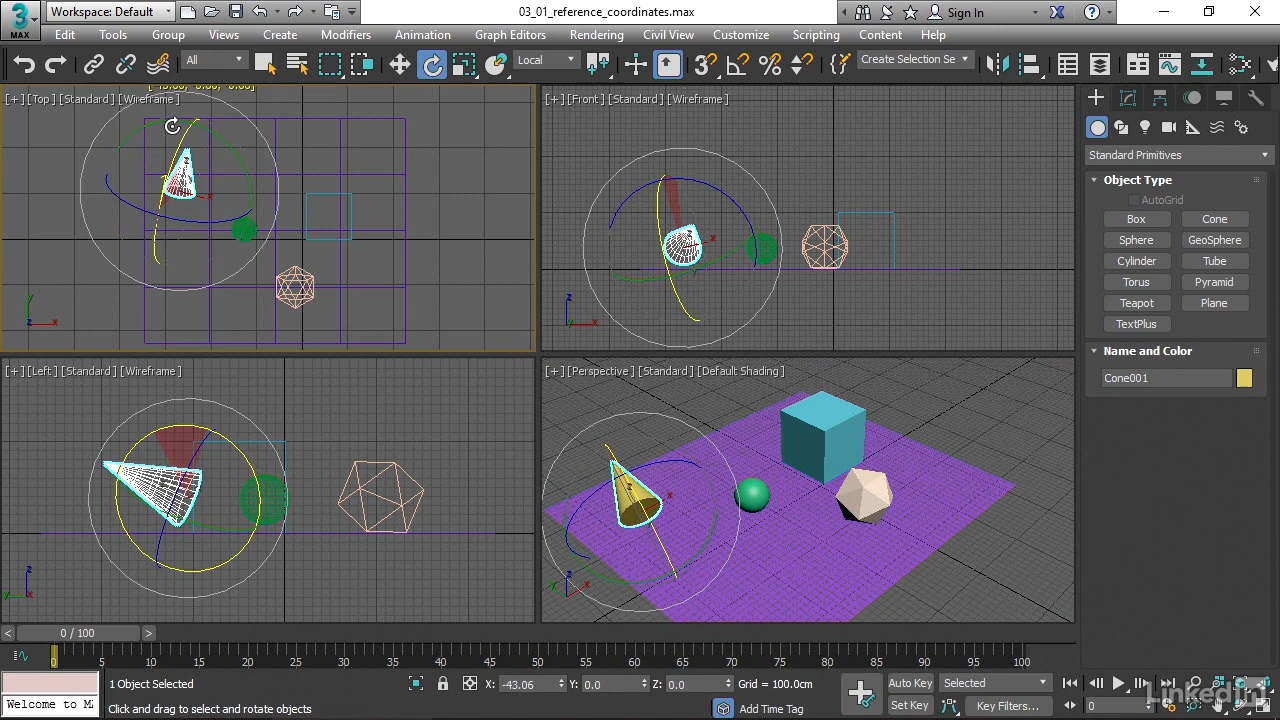 3
MAX
Workspace: Default
03_01_reference_coordinates.max
Sign In
Edit Tools Group Views Create Modifiers Animation Graph Editors Rendering Civil View Customize Scripting Content Help
All
Local
Create Selection Se
[+] [Top] [Standard] [Wireframe]
[+] [Front] [Standard] [Wireframe]
[+] [Left] [Standard] [Wireframe]
[+] [Perspective] [Standard] [Default Shading]
Standard Primitives
Object Type
AutoGrid
Box Cone
Sphere GeoSphere
Cylinder Tube
Torus Pyramid
Teapot Plane
TextPlus
Name and Color
Cone001
< 0 / 100 >
0 5 10 15 20 25 30 35 40 45 50 55 60 65 70 75 80 85 90 95 100
1 Object Selected
X: -43.06 Y: 0.0 Z: 0.0 Grid = 100.0cm
Auto Key Selected
Welcome to M
Click and drag to select and rotate objects
Add Time Tag
Set Key Key Filters... 0
LinkedIn